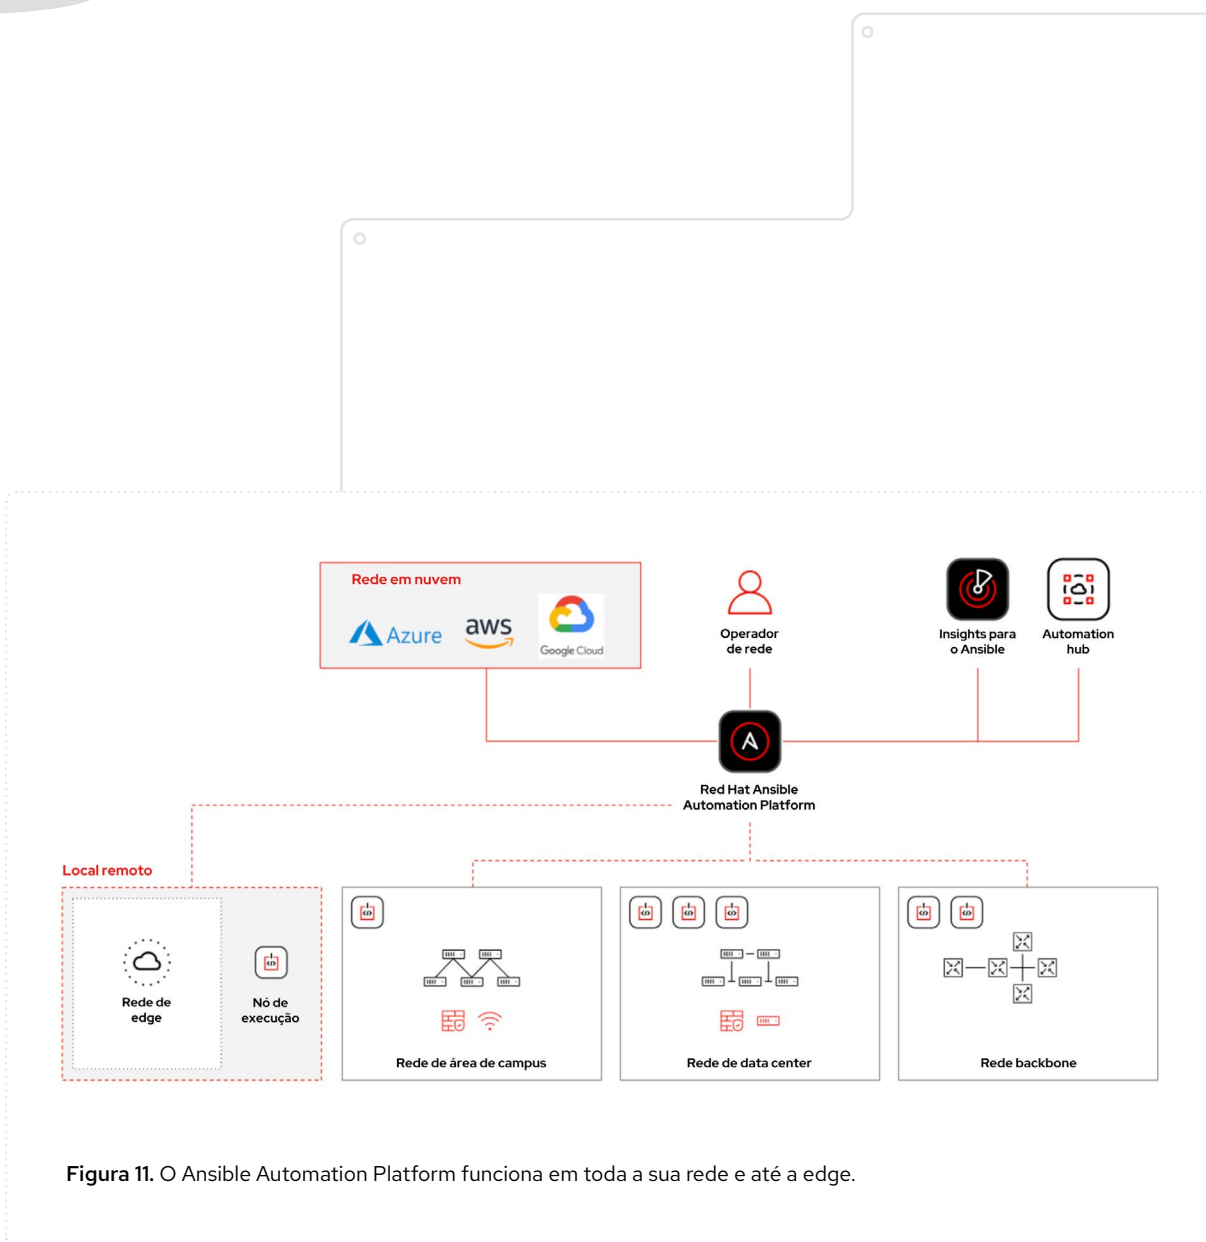 Rede em nuvem
Azure
aws
Google Cloud
Operador
de rede
Insights para
o Ansible
Automation
hub
Red Hat Ansible
Automation Platform
Local remoto
Rede de
edge
Nó de
execução
Rede de área de campus
Rede de data center
Rede backbone
Figura 11. O Ansible Automation Platform funciona em toda a sua rede e até a edge.